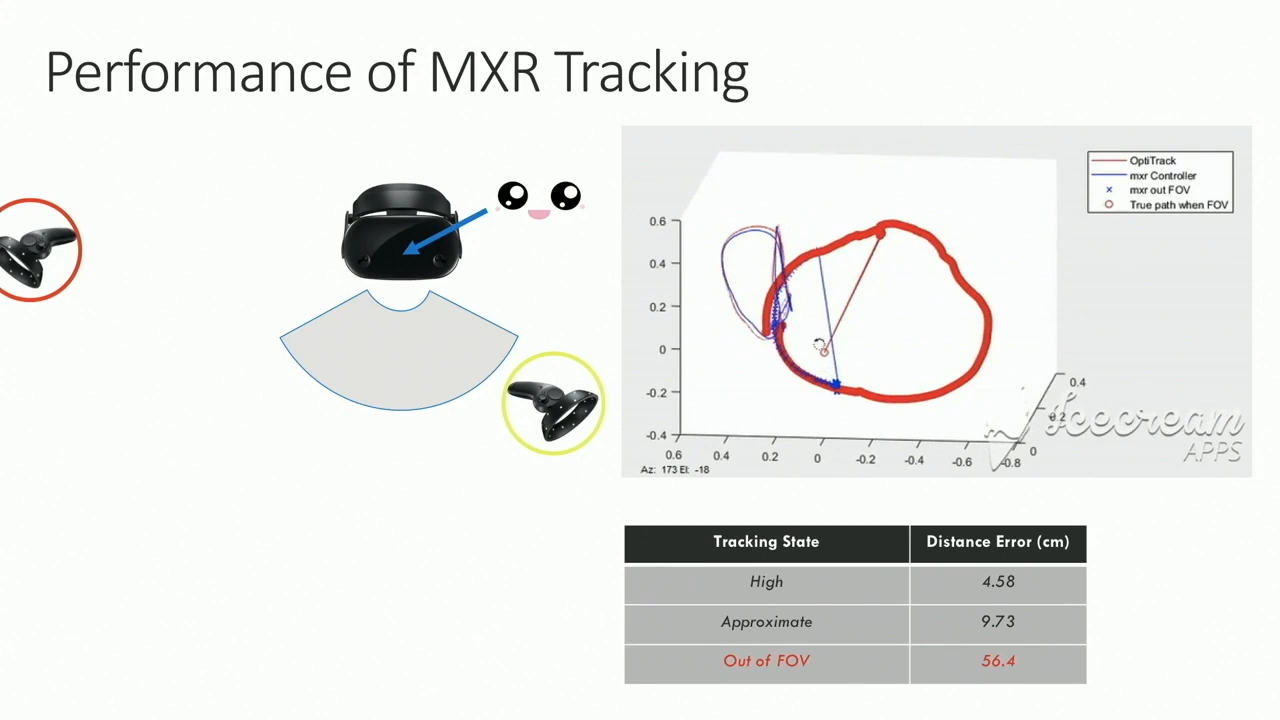 Performance of MXR Tracking
OptiTrack
mxr Controller
mxr out FOV
True path when FOV
0.6
0.4
0.2
0
-0.2
-0.4
0.6 0.4 0.2 0 -0.2 -0.4 -0.6 -0.8
0 0.2 0.4
Az: 173 El: -18
Icecream
APPS
Tracking State Distance Error (cm)
High 4.58
Approximate 9.73
Out of FOV 56.4